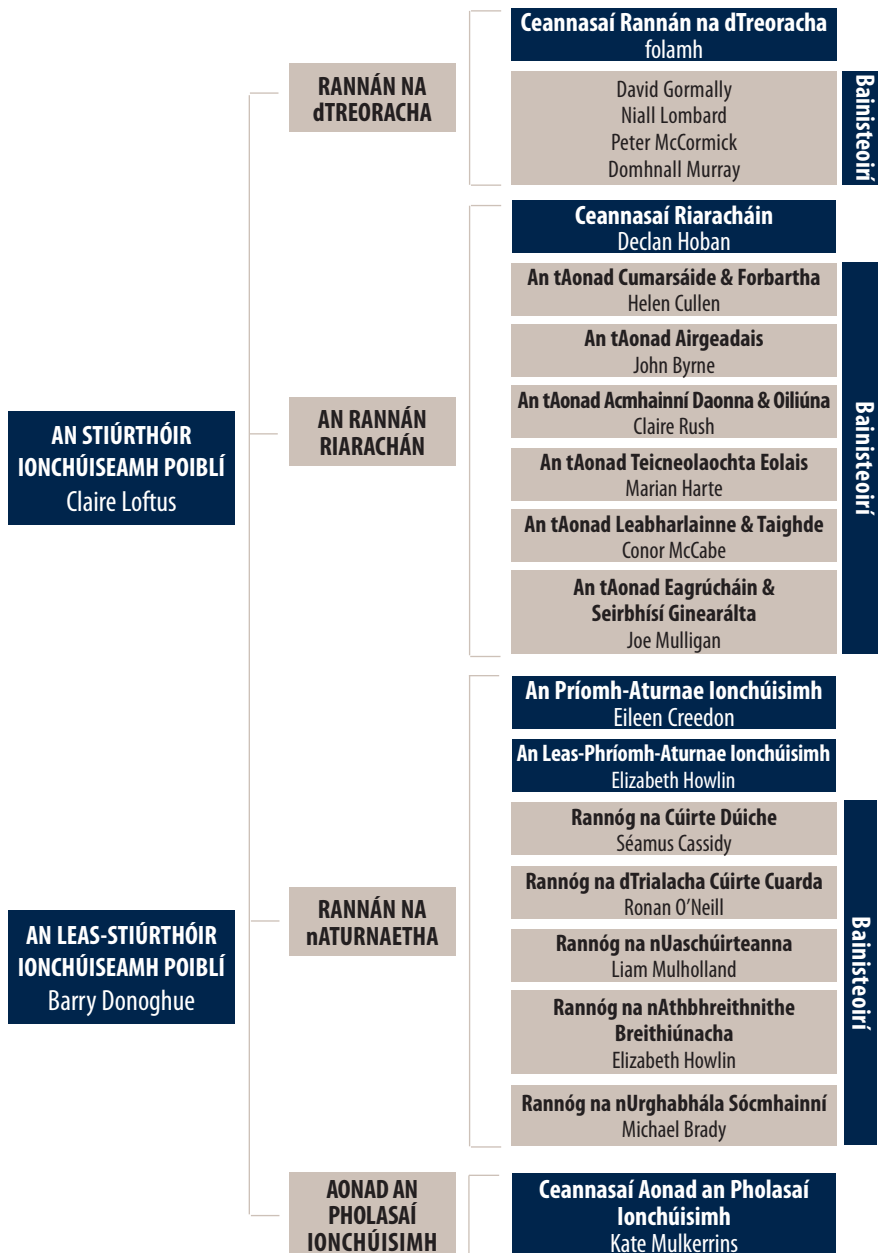 AN STIÚRTHÓIR
IONCHÚISEAMH POIBLÍ
Claire Loftus
AN LEAS-STIÚRTHÓIR
IONCHÚISEAMH POIBLÍ
Barry Donoghue
RANNÁN NA
dTREORACHA
Ceannasaí Rannán na dTreoracha
folamh
David Gormally
Niall Lombard
Peter McCormick
Domhnall Murray
Bainisteoirí
AN RANNÁN
RIARACHÁN
Ceannasaí Riaracháin
Declan Hoban
An tAonad Cumarsáide & Forbartha
Helen Cullen
An tAonad Airgeadais
John Byrne
An tAonad Acmhainní Daonna & Oiliúna
Claire Rush
An tAonad Teicneolaochta Eolais
Marian Harte
An tAonad Leabharlainne & Taighde
Conor McCabe
An tAonad Eagrúcháin &
Seirbhísí Ginearálta
Joe Mulligan
Bainisteoirí
RANNÁN NA
nATURNAETHA
An Príomh-Aturnae Ionchúisimh
Eileen Creedon
An Leas-Phríomh-Aturnae Ionchúisimh
Elizabeth Howlin
Rannóg na Cúirte Dúiche
Séamus Cassidy
Rannóg na dTrialacha Cúirte Cuarda
Ronan O’Neill
Rannóg na nUaschúirteanna
Liam Mulholland
Rannóg na nAthbhreithnithe
Breithiúnacha
Elizabeth Howlin
Rannóg na nUrghabhála Sócmhainní
Michael Brady
Bainisteoirí
AONAD AN
PHOLASAÍ
IONCHÚISIMH
Ceannasaí Aonad an Pholasaí
Ionchúisimh
Kate Mulkerrins